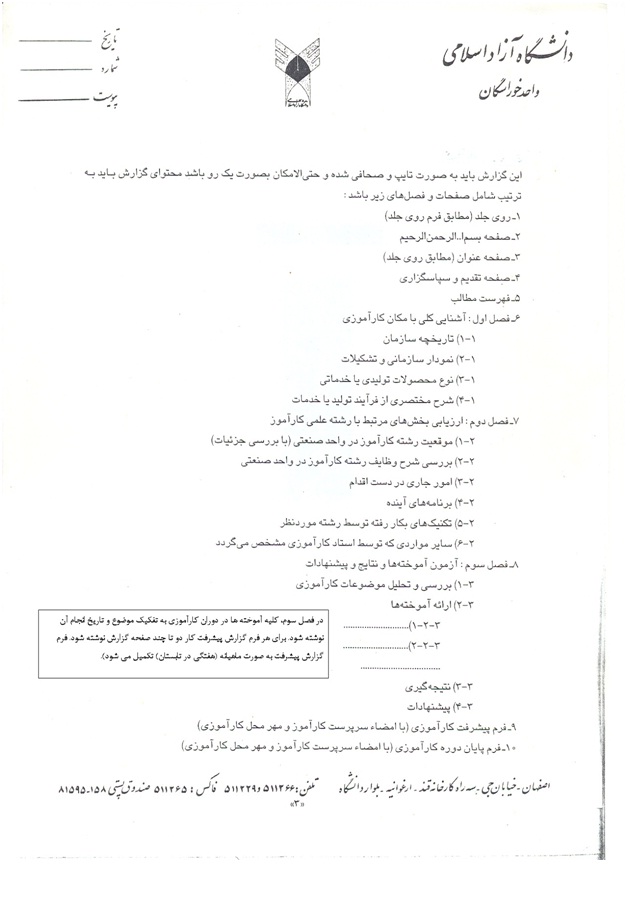 دانشگاه آزاد اسلامی
واحد خوراسگان
تاریخ
شماره
پیوست
این گزارش باید به صورت تایپ و صحافی شده و حتی‌الامکان بصورت یک رو باشد محتوای گزارش باید به
ترتیب شامل صفحات و فصل‌های زیر باشد :
۱ـ روی جلد (مطابق فرم روی جلد)
۲ـ صفحه بسم‌ا..الرحمن‌الرحیم
۳ـ صفحه عنوان (مطابق روی جلد)
۴ـ صفحه تقدیم و سپاسگزاری
۵ـ فهرست مطالب
۶ـ فصل اول : آشنایی کلی با مکان کارآموزی
۱-۱) تاریخچه سازمان
۲-۱) نمودار سازمانی و تشکیلات
۳-۱) نوع محصولات تولیدی یا خدماتی
۴-۱) شرح مختصری از فرآیند تولید یا خدمات
۷ـ فصل دوم : ارزیابی بخش‌های مرتبط با رشته علمی کارآموز
۱-۲) موقعیت رشته کارآموز در واحد صنعتی (با بررسی جزئیات)
۲-۲) بررسی شرح وظایف رشته کارآموز در واحد صنعتی
۳-۲) امور جاری در دست اقدام
۴-۲) برنامه‌های آینده
۵-۲) تکنیک‌های بکار رفته توسط رشته موردنظر
۶-۲) سایر مواردی که توسط استاد کارآموزی مشخص می‌گردد
۸ـ فصل سوم : آزمون آموخته‌ها و نتایج و پیشنهادات
۱-۳) بررسی و تحلیل موضوعات کارآموزی
۲-۳) ارائه آموخته‌ها
۱-۲-۳)............................
۲-۲-۳)............................
..................................
در فصل سوم، کلیه آموخته ها در دوران کارآموزی به تفکیک موضوع و تاریخ انجام آن
نوشته شود. برای هر فرم گزارش پیشرفت کار دو تا چند صفحه گزارش نوشته شود. فرم
گزارش پیشرفت به صورت ماهیانه (هفتگی در تابستان) تکمیل می شود).
۳-۳) نتیجه‌گیری
۴-۳) پیشنهادات
۹ـ فرم پیشرفت کارآموزی (با امضاء سرپرست کارآموز و مهر محل کارآموزی)
۱۰ـ فرم پایان دوره کارآموزی (با امضاء سرپرست کارآموز و مهر محل کارآموزی)
اصفهان - خیابان جی - سه راه کارخانه قند - ارغوانیه - بلوار دانشگاه تلفن: ۵۱۱۲۶۶ و ۵۱۱۲۲۹ فاکس : ۵۱۱۲۶۵ صندوق پستی ۱۵۸-۸۱۵۹۵
«۳»